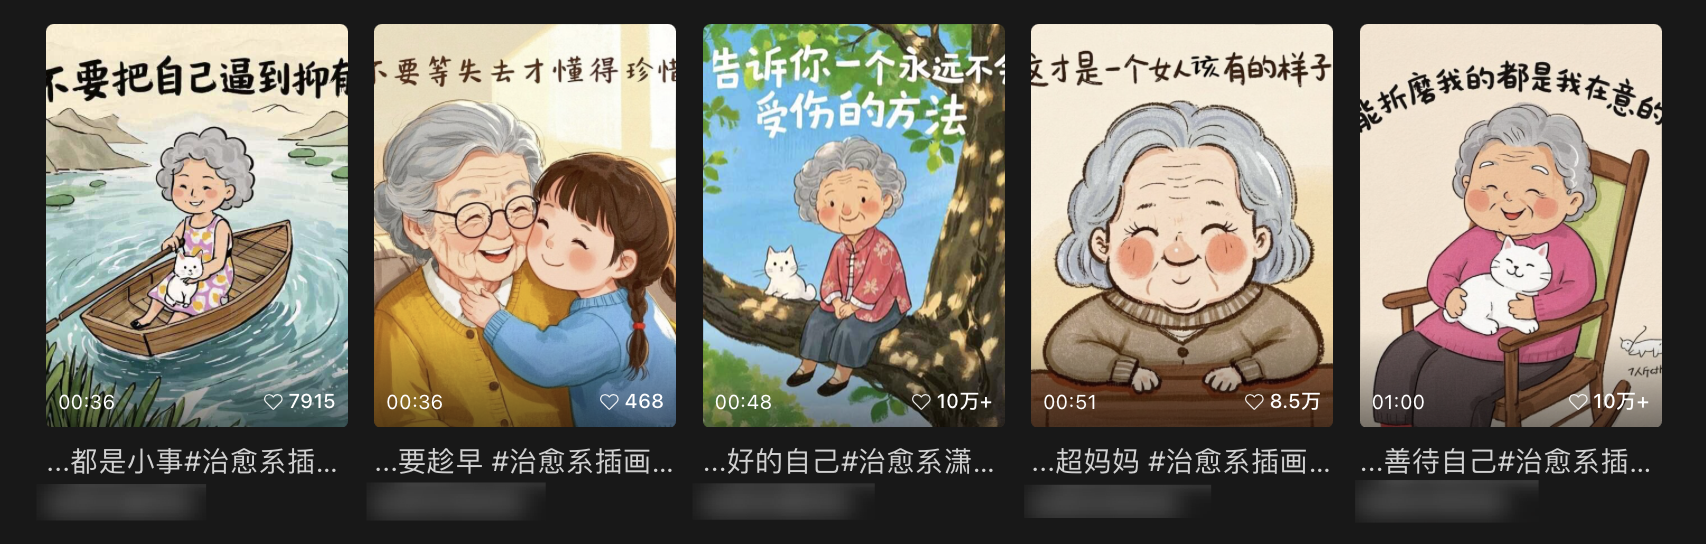 不要把自己逼到抑郁
00:36
7915
...都是小事#治愈系插...
不要等失去才懂得珍惜
00:36
468
...要趁早 #治愈系插画...
告诉你一个永远不会
受伤的方法
00:48
10万+
...好的自己#治愈系潇...
这才是一个女人该有的样子
00:51
8.5万
...超妈妈 #治愈系插画...
能折磨我的都是我在意的
01:00
10万+
...善待自己#治愈系插...